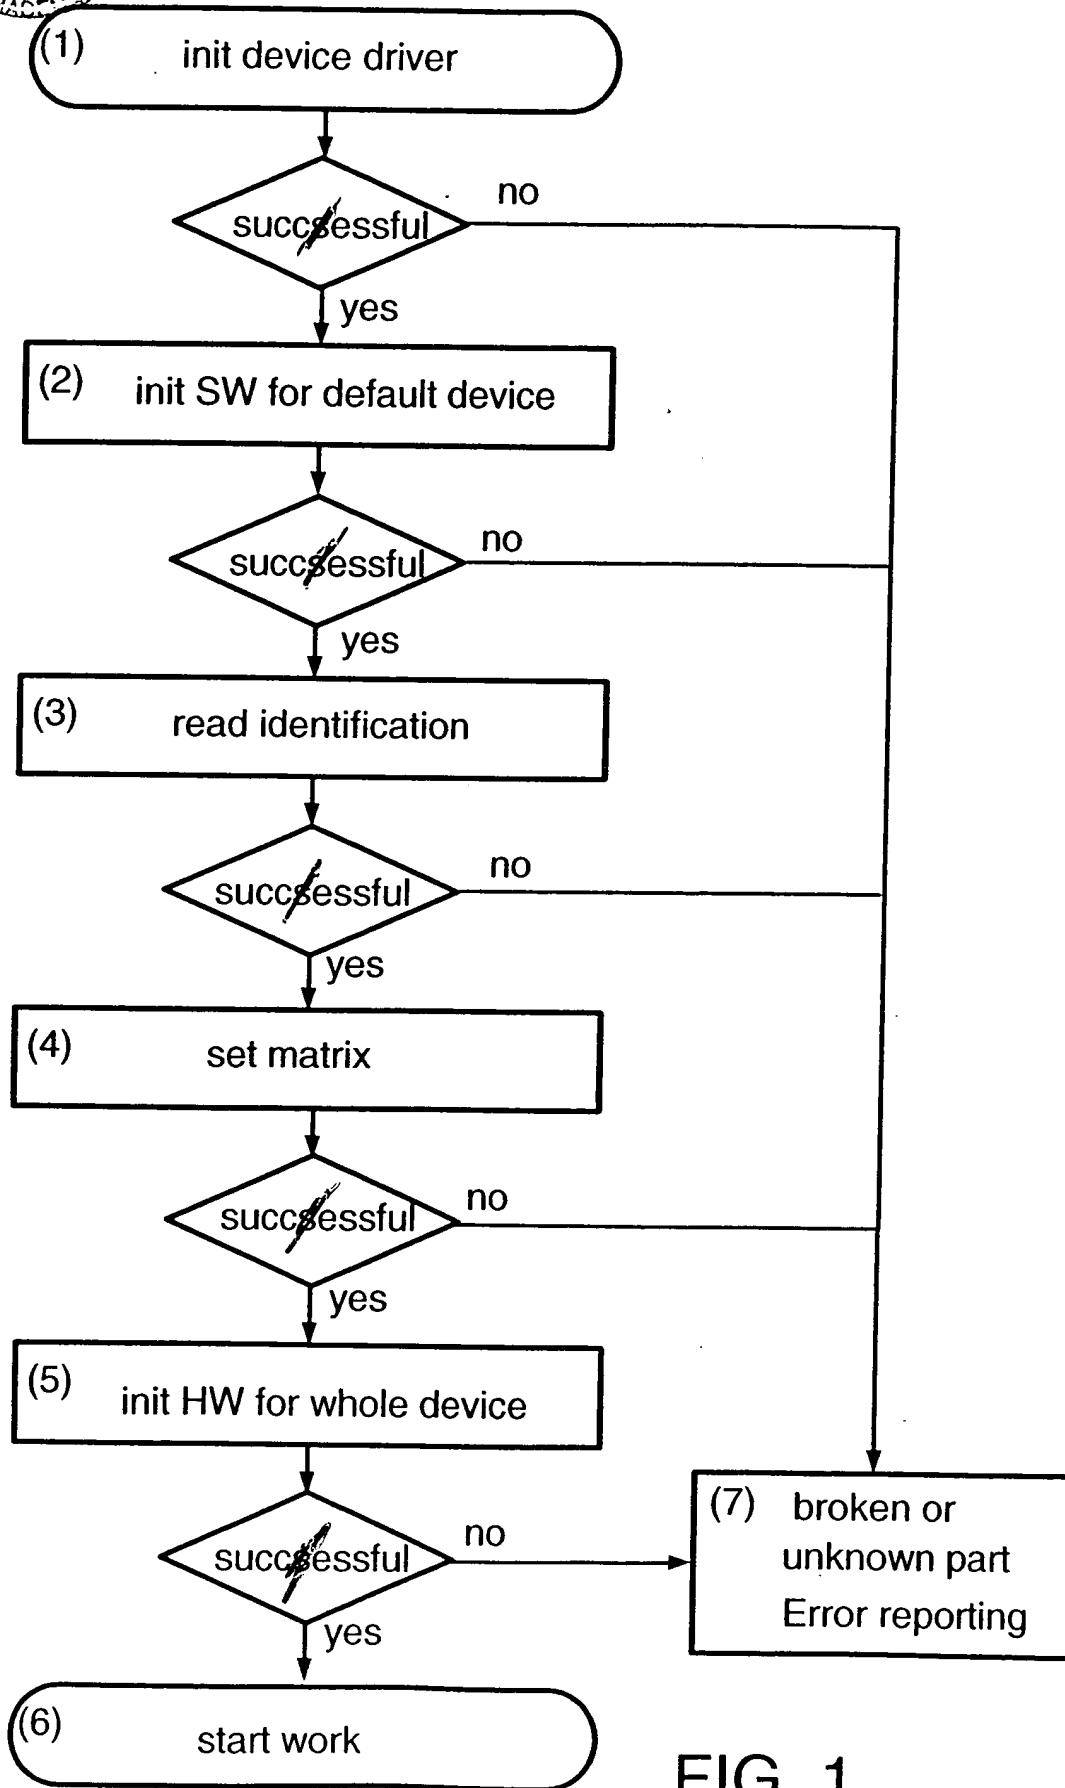 (1) init device driver
succsessful
no
yes
(2) init SW for default device
succsessful
no
yes
(3) read identification
succsessful
no
yes
(4) set matrix
succsessful
no
yes
(5) init HW for whole device
succsessful
no
yes
(7) broken or
unknown part
Error reporting
(6) start work
FIG. 1